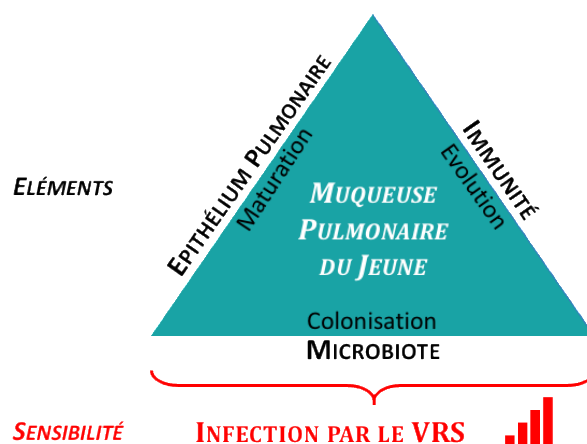 Epithélium Pulmonaire
Maturation
Immunité
Evolution
Eléments
Muqueuse
Pulmonaire
du Jeune
Colonisation
Microbiote
Sensibilité
Infection par le VRS